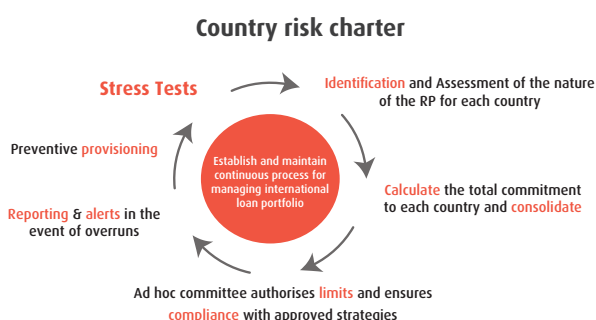 Country risk charter
Stress Tests
Identification and Assessment of the nature
of the RP for each country
Preventive provisioning
Establish and maintain
continuous process for
managing international
loan portfolio
Calculate the total commitment
to each country and consolidate
Reporting & alerts in the
event of overruns
Ad hoc committee authorises limits and ensures
compliance with approved strategies